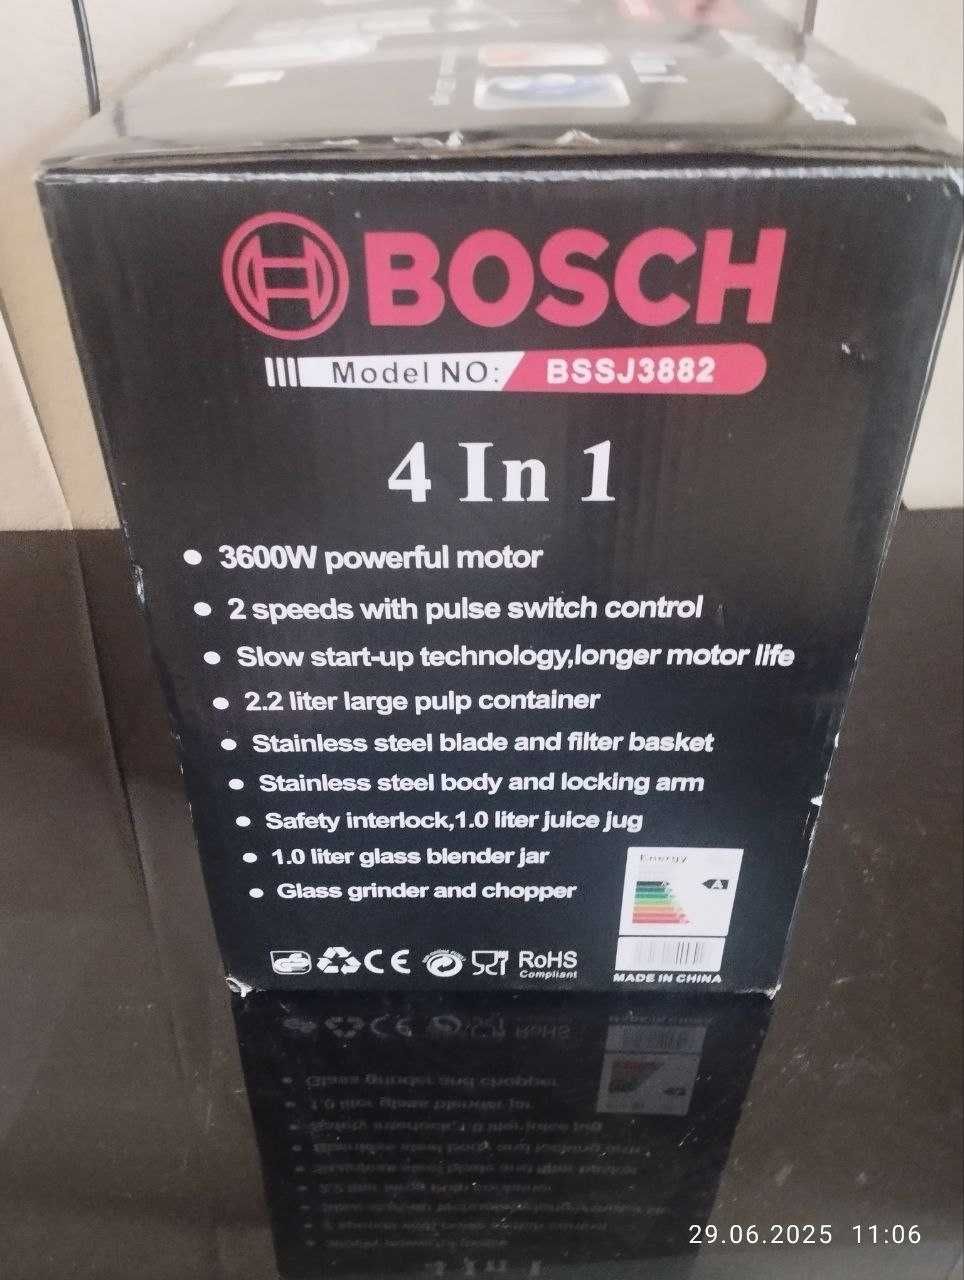 BOSCH
Model NO: BSSJ3882
4 In 1
• 3600W powerful motor
• 2 speeds with pulse switch control
• Slow start-up technology,longer motor life
• 2.2 liter large pulp container
• Stainless steel blade and filter basket
• Stainless steel body and locking arm
• Safety interlock,1.0 liter juice jug
• 1.0 liter glass blender jar
• Glass grinder and chopper
Energy
A
CE
RoHS
Compliant
MADE IN CHINA
29.06.2025 11:06